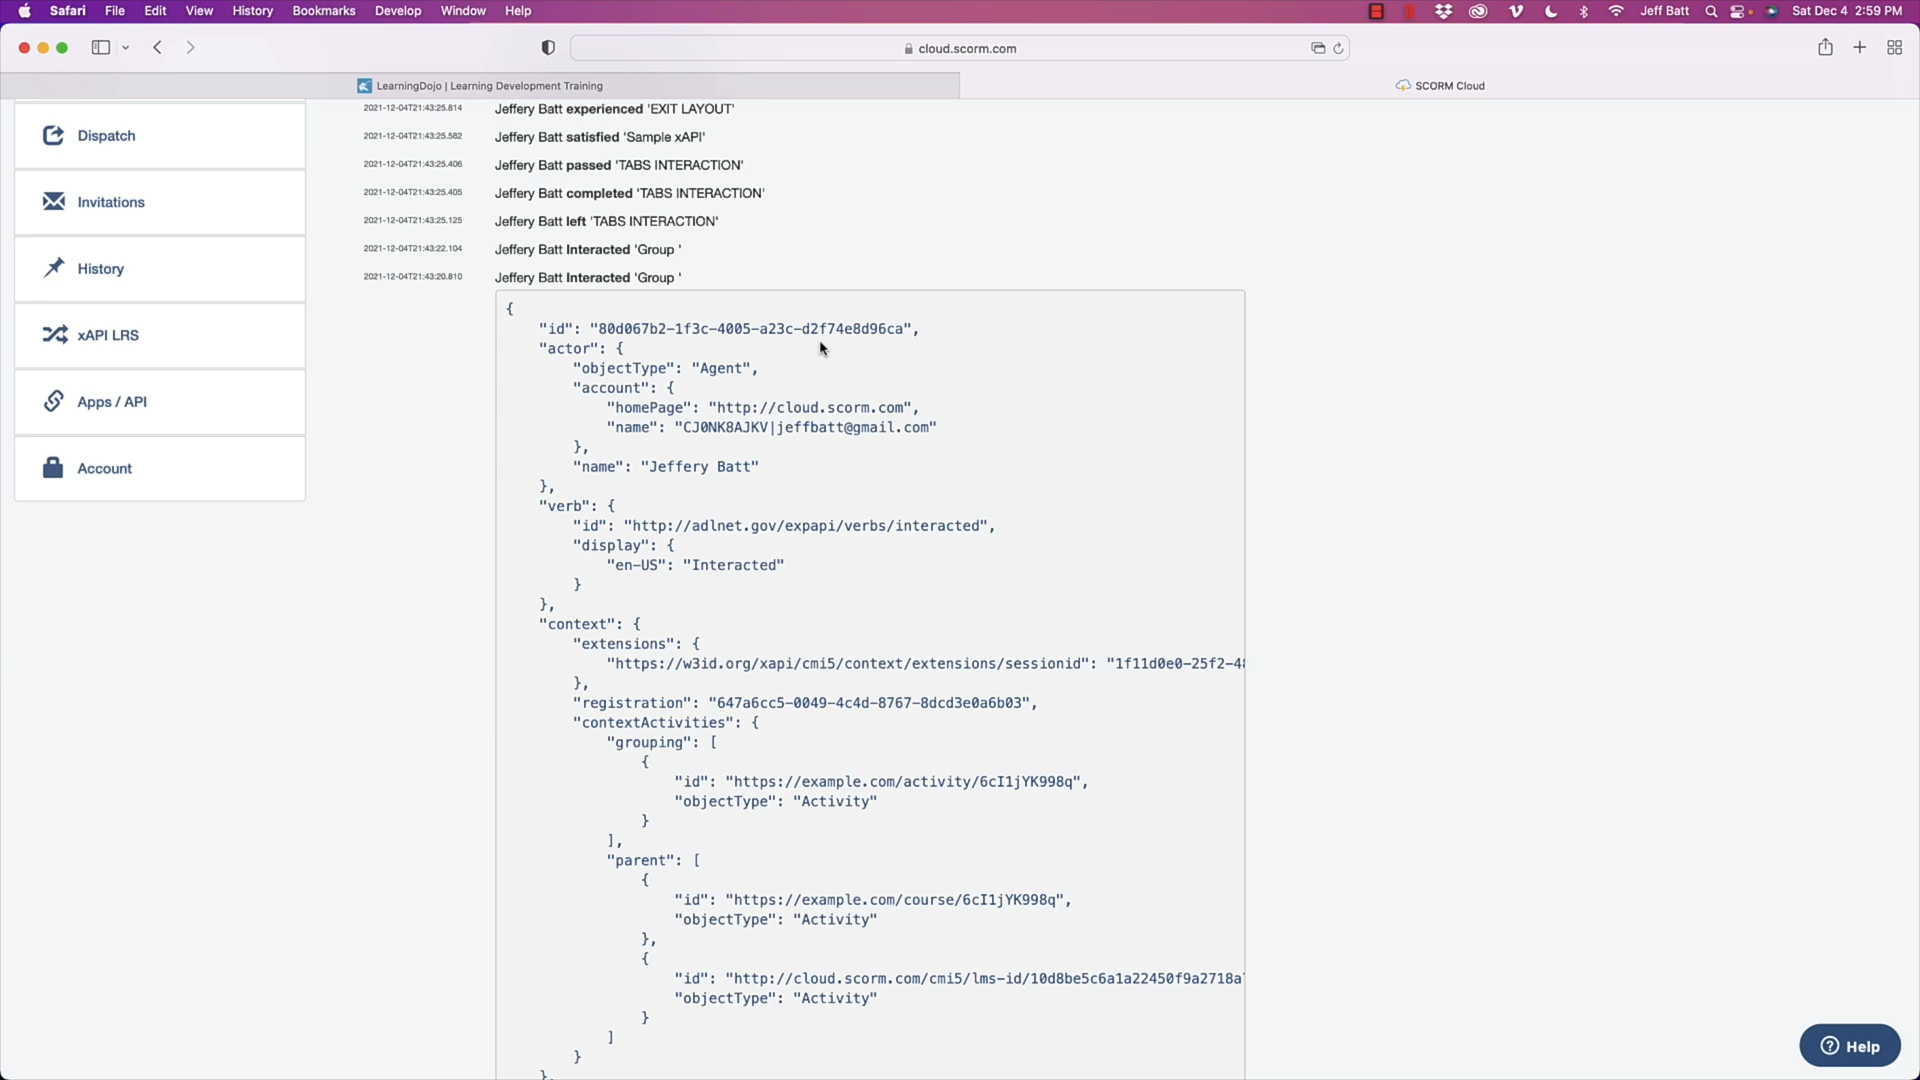 Safari File Edit View History Bookmarks Develop Window Help Jeff Batt Sat Dec 4 2:59 PM
cloud.scorm.com
LearningDojo | Learning Development Training SCORM Cloud
2021-12-04T21:43:25.814 Jeffery Batt experienced 'EXIT LAYOUT'
Dispatch
2021-12-04T21:43:25.582 Jeffery Batt satisfied 'Sample xAPI'
2021-12-04T21:43:25.406 Jeffery Batt passed 'TABS INTERACTION'
2021-12-04T21:43:25.405 Jeffery Batt completed 'TABS INTERACTION'
Invitations
2021-12-04T21:43:25.125 Jeffery Batt left 'TABS INTERACTION'
2021-12-04T21:43:22.104 Jeffery Batt Interacted 'Group '
History
2021-12-04T21:43:20.810 Jeffery Batt Interacted 'Group '
xAPI LRS
Apps / API
Account
{
"id": "80d067b2-1f3c-4005-a23c-d2f74e8d96ca",
"actor": {
"objectType": "Agent",
"account": {
"homePage": "http://cloud.scorm.com",
"name": "CJ0NK8AJKV|jeffbatt@gmail.com"
},
"name": "Jeffery Batt"
},
"verb": {
"id": "http://adlnet.gov/expapi/verbs/interacted",
"display": {
"en-US": "Interacted"
}
},
"context": {
"extensions": {
"https://w3id.org/xapi/cmi5/context/extensions/sessionid": "1f11d0e0-25f2-48
},
"registration": "647a6cc5-0049-4c4d-8767-8dcd3e0a6b03",
"contextActivities": {
"grouping": [
{
"id": "https://example.com/activity/6cI1jYK998q",
"objectType": "Activity"
}
],
"parent": [
{
"id": "https://example.com/course/6cI1jYK998q",
"objectType": "Activity"
},
{
"id": "http://cloud.scorm.com/cmi5/lms-id/10d8be5c6a1a22450f9a2718a
"objectType": "Activity"
}
]
}
},
Help